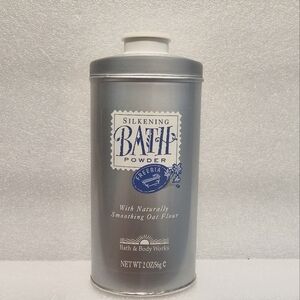 SILKENING
BATH
POWDER
FREESIA
With Naturally
Smoothing Oat Flour
Bath & Body Works
NET WT 2 OZ/56g ℮